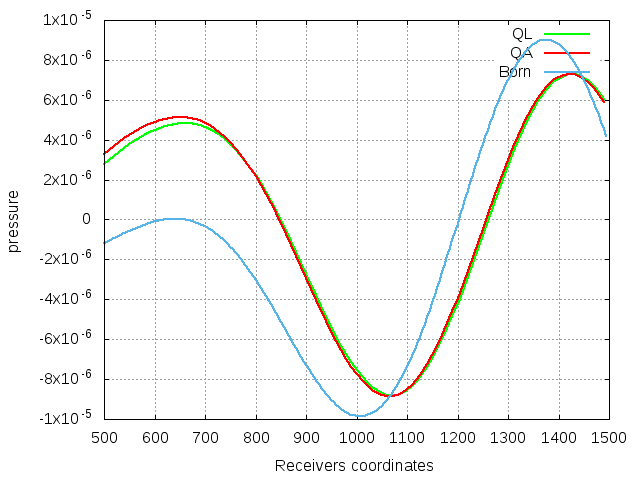 1x10^-5
8x10^-6
6x10^-6
4x10^-6
2x10^-6
0
-2x10^-6
-4x10^-6
-6x10^-6
-8x10^-6
-1x10^-5
pressure
QL
QA
Born
500 600 700 800 900 1000 1100 1200 1300 1400 1500
Receivers coordinates